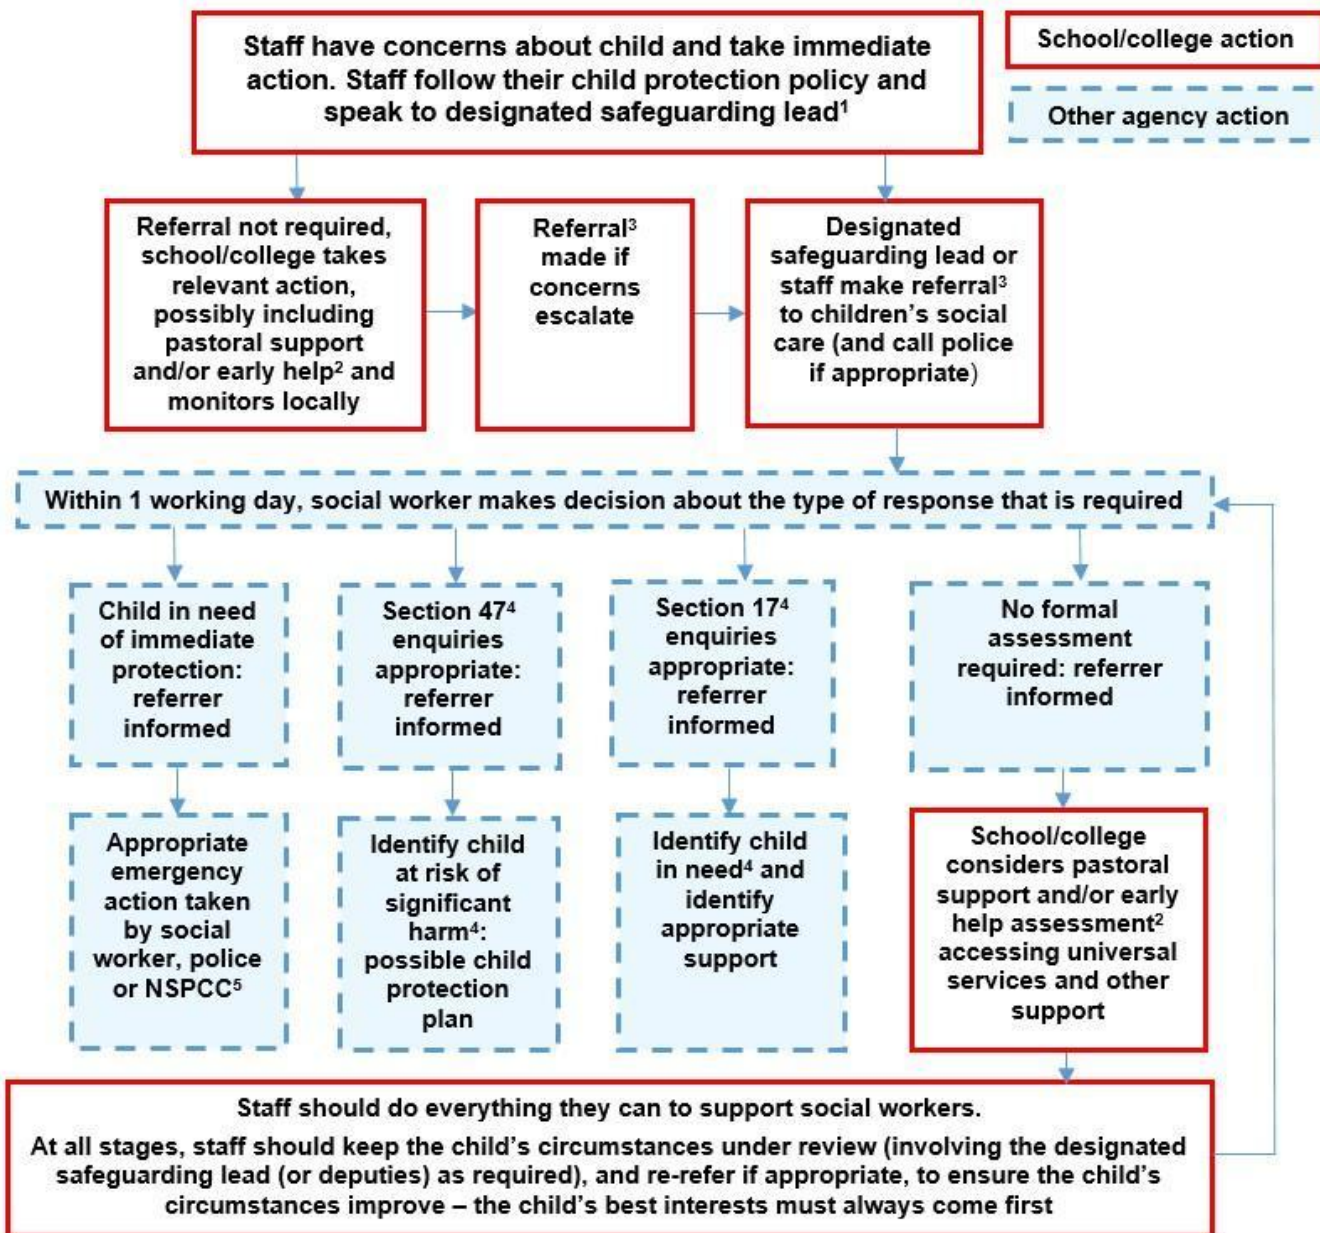 Staff have concerns about child and take immediate
action. Staff follow their child protection policy and
speak to designated safeguarding lead¹
School/college action
Other agency action
Referral not required,
school/college takes
relevant action,
possibly including
pastoral support
and/or early help² and
monitors locally
Referral³
made if
concerns
escalate
Designated
safeguarding lead or
staff make referral³
to children’s social
care (and call police
if appropriate)
Within 1 working day, social worker makes decision about the type of response that is required
Child in need
of immediate
protection:
referrer
informed
Section 47⁴
enquiries
appropriate:
referrer
informed
Section 17⁴
enquiries
appropriate:
referrer
informed
No formal
assessment
required: referrer
informed
Appropriate
emergency
action taken
by social
worker, police
or NSPCC⁵
Identify child
at risk of
significant
harm⁴:
possible child
protection
plan
Identify child
in need⁴ and
identify
appropriate
support
School/college
considers pastoral
support and/or early
help assessment²
accessing universal
services and other
support
Staff should do everything they can to support social workers.
At all stages, staff should keep the child’s circumstances under review (involving the designated
safeguarding lead (or deputies) as required), and re-refer if appropriate, to ensure the child’s
circumstances improve – the child’s best interests must always come first